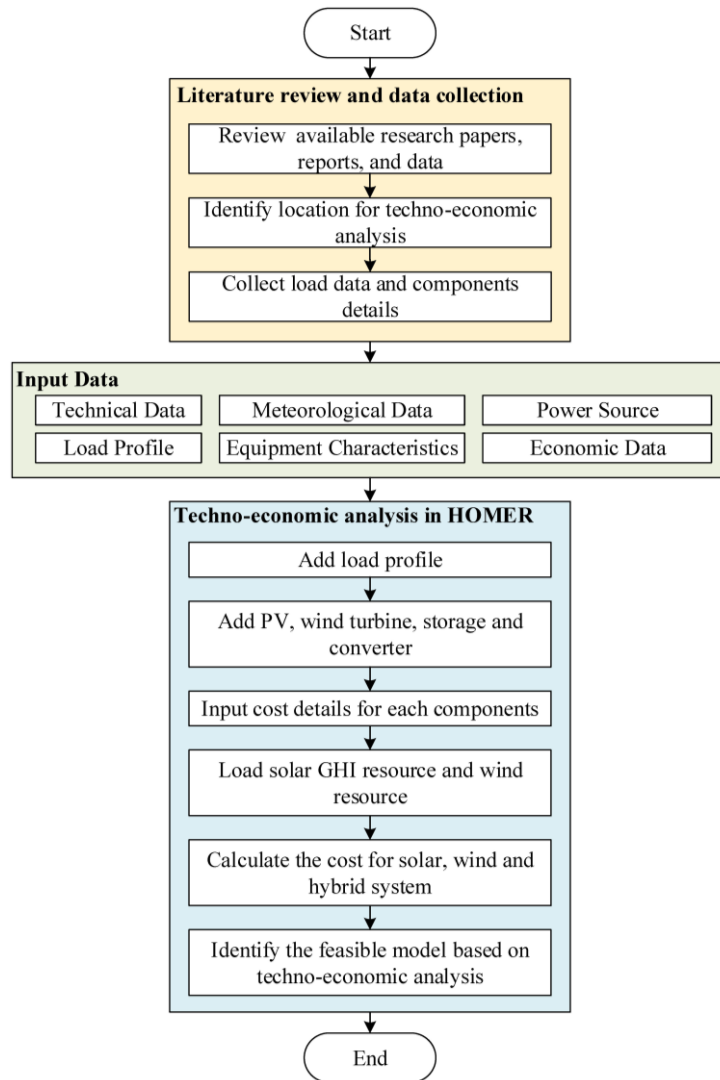 Start
Literature review and data collection
Review available research papers,
reports, and data
Identify location for techno-economic
analysis
Collect load data and components
details
Input Data
Technical Data
Meteorological Data
Power Source
Load Profile
Equipment Characteristics
Economic Data
Techno-economic analysis in HOMER
Add load profile
Add PV, wind turbine, storage and
converter
Input cost details for each components
Load solar GHI resource and wind
resource
Calculate the cost for solar, wind and
hybrid system
Identify the feasible model based on
techno-economic analysis
End